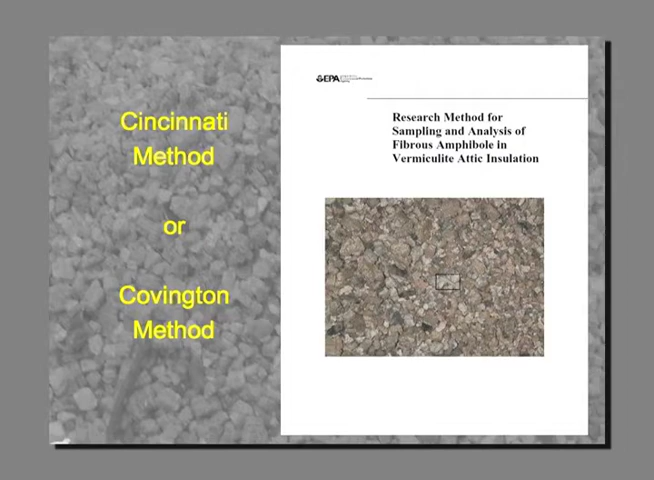 Cincinnati
Method
or
Covington
Method
EPA
Research Method for
Sampling and Analysis of
Fibrous Amphibole in
Vermiculite Attic Insulation